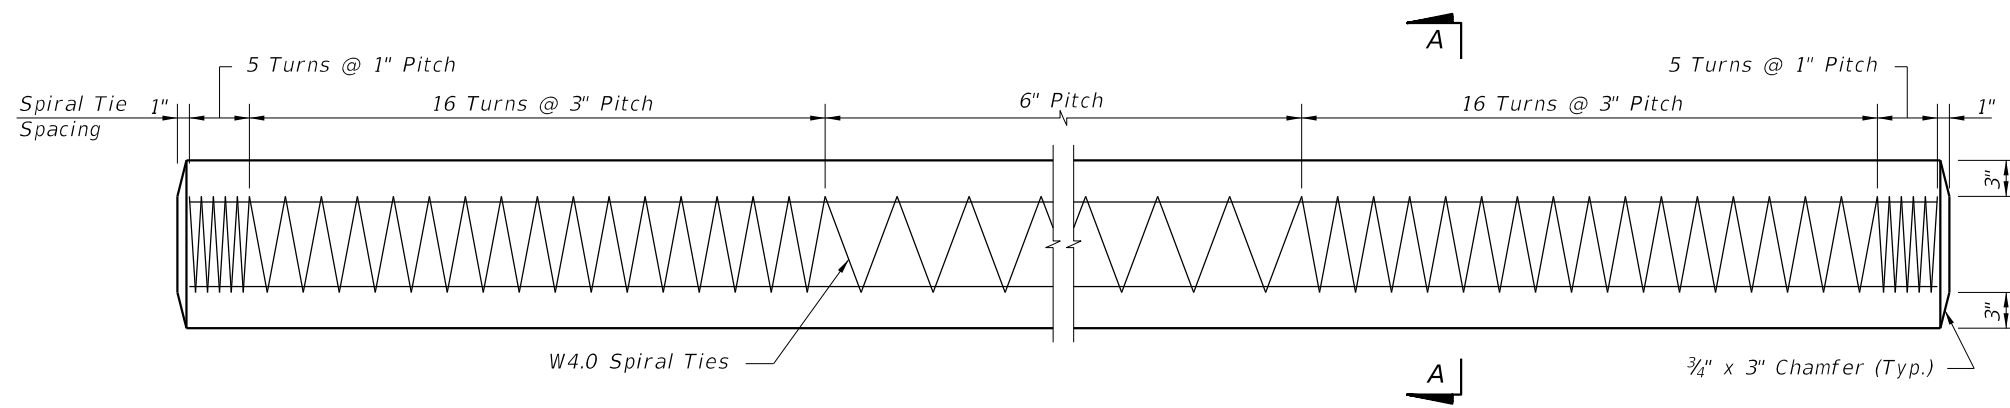 A
5 Turns @ 1" Pitch
5 Turns @ 1" Pitch
Spiral Tie
Spacing
1"
16 Turns @ 3" Pitch
6" Pitch
16 Turns @ 3" Pitch
1"
3"
3"
W4.0 Spiral Ties
A
¾" x 3" Chamfer (Typ.)